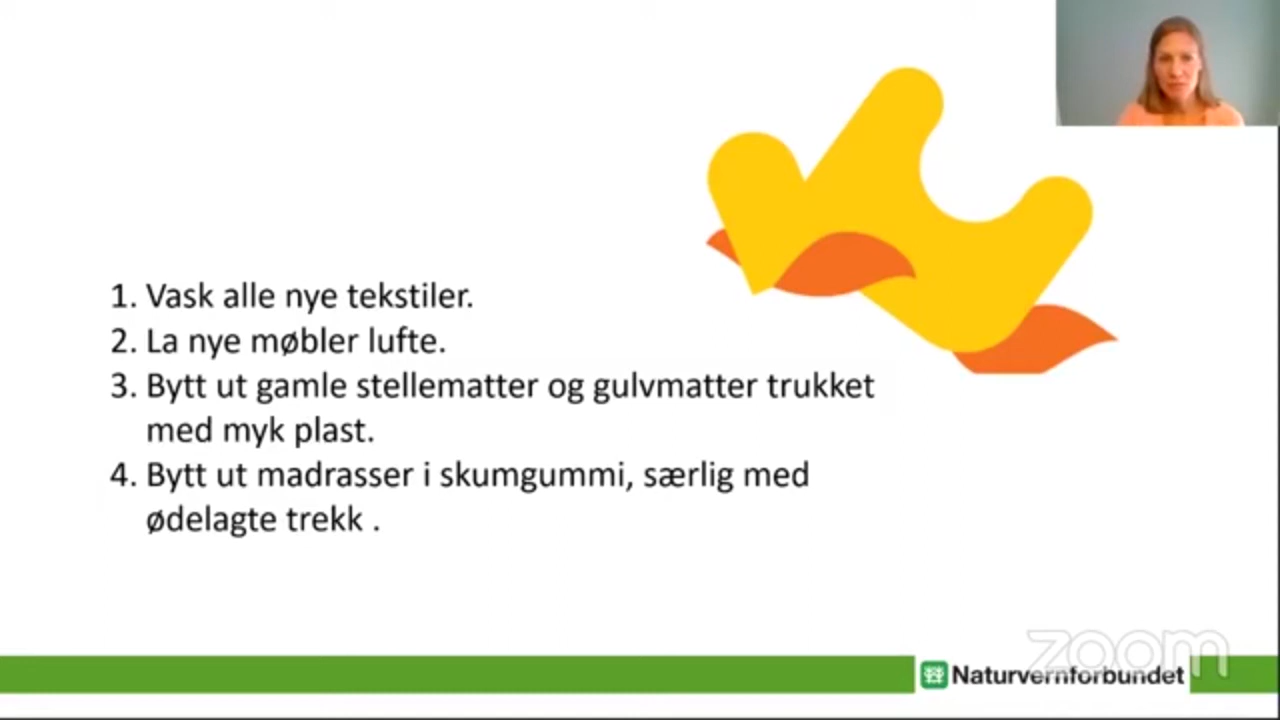 1. Vask alle nye tekstiler.
2. La nye møbler lufte.
3. Bytt ut gamle stellematter og gulvmatter trukket
med myk plast.
4. Bytt ut madrasser i skumgummi, særlig med
ødelagte trekk .
zoom
Naturvernforbundet